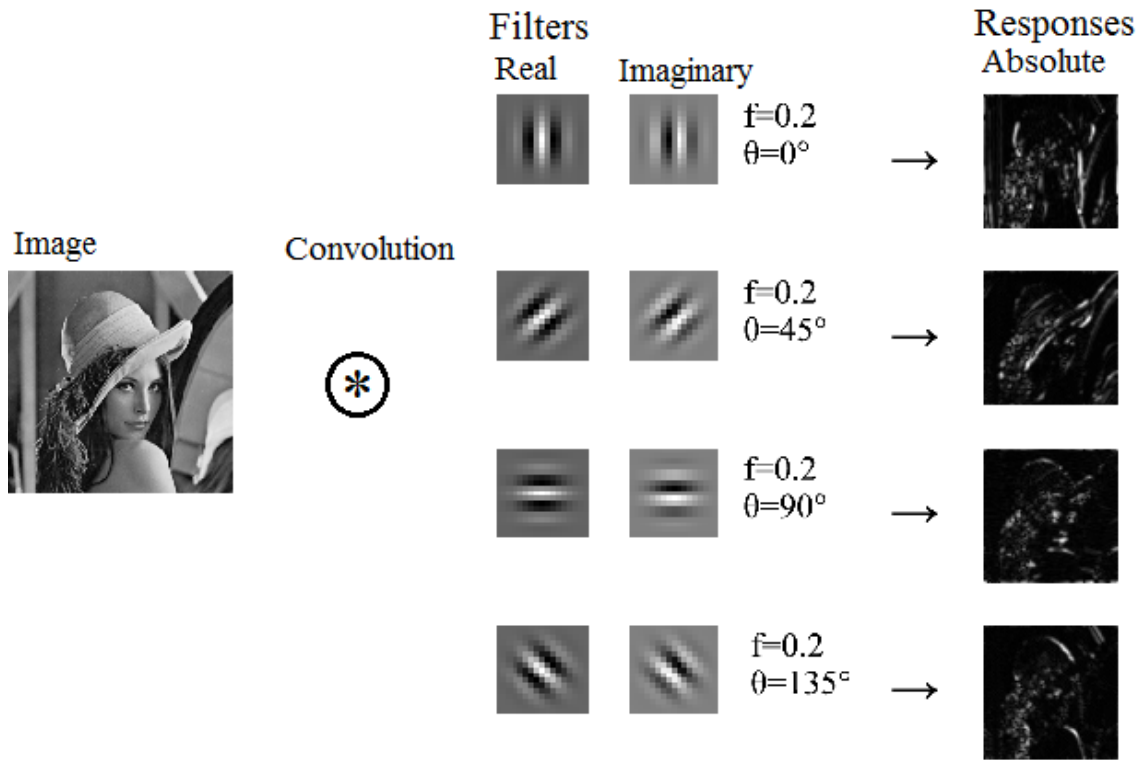 Filters
Responses
Real
Imaginary
Absolute
f=0.2
θ=0°
→
Image
Convolution
*
f=0.2
θ=45°
→
f=0.2
θ=90°
→
f=0.2
θ=135°
→